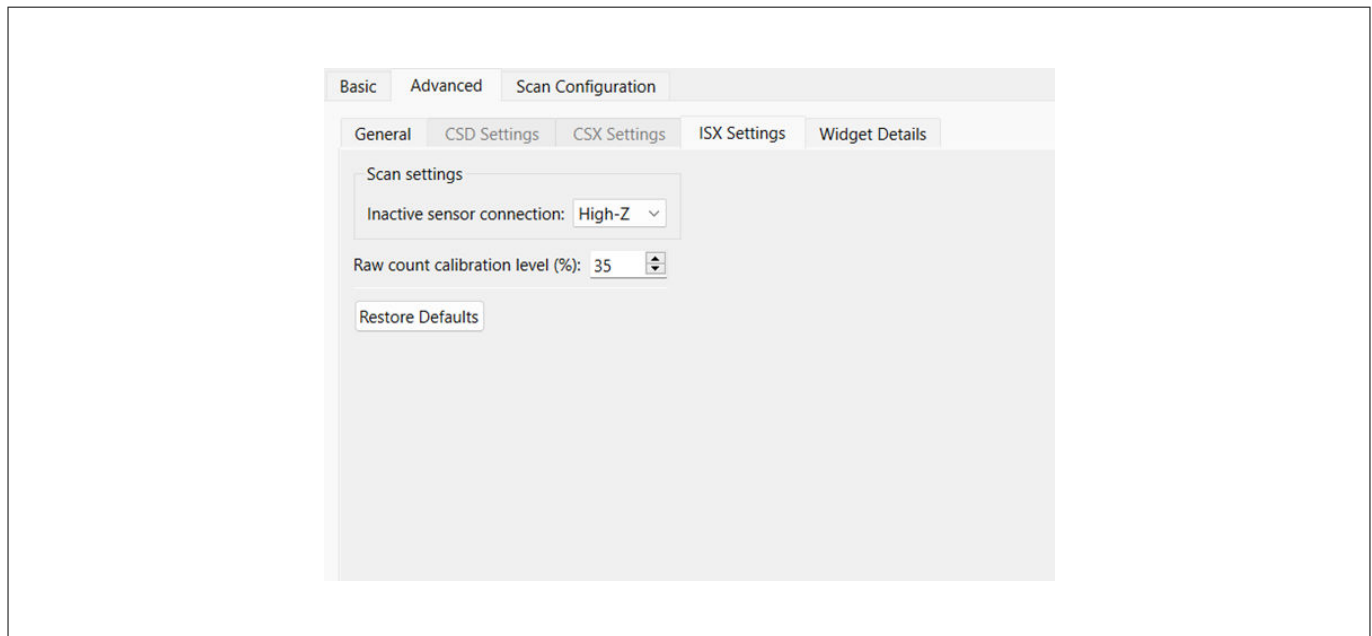 Basic Advanced Scan Configuration
General CSD Settings CSX Settings ISX Settings Widget Details
Scan settings
Inactive sensor connection: High-Z
Raw count calibration level (%): 35
Restore Defaults